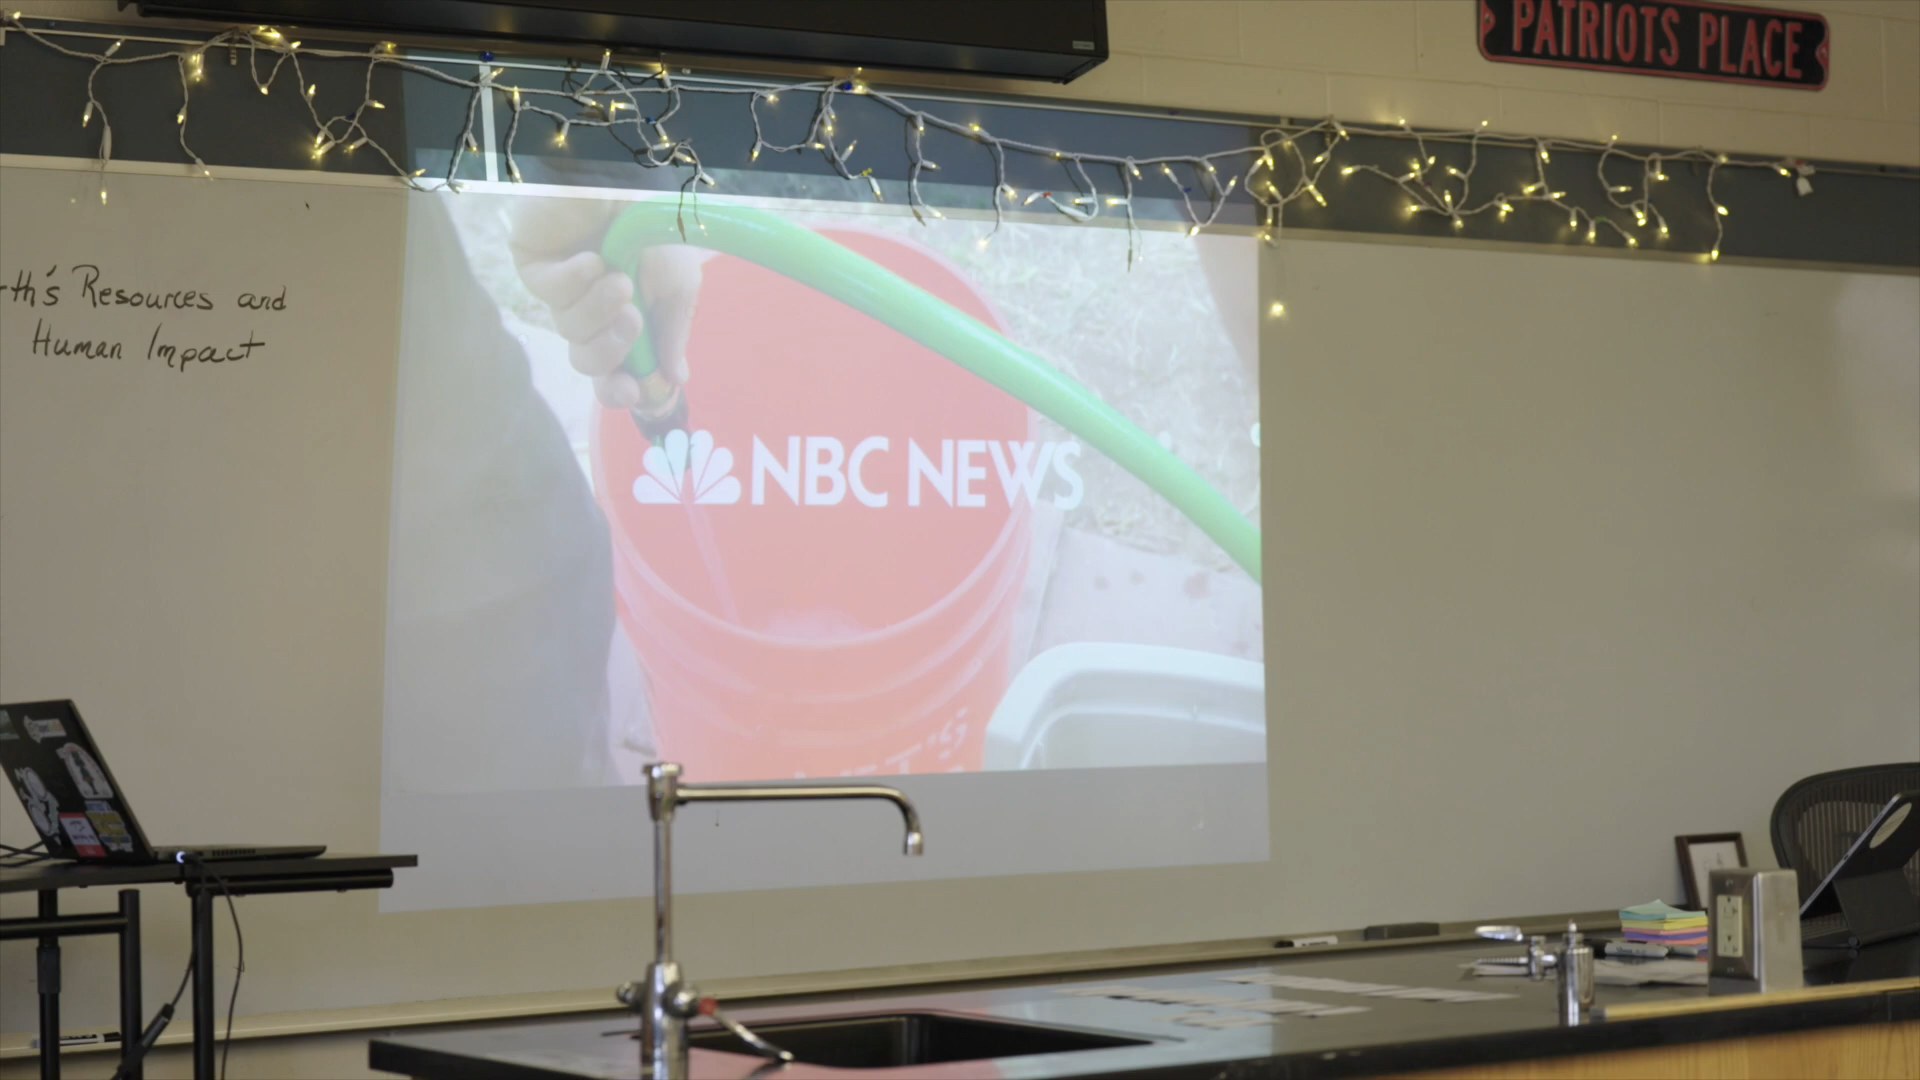 PATRIOTS PLACE
th's Resources and
Human Impact
NBC NEWS